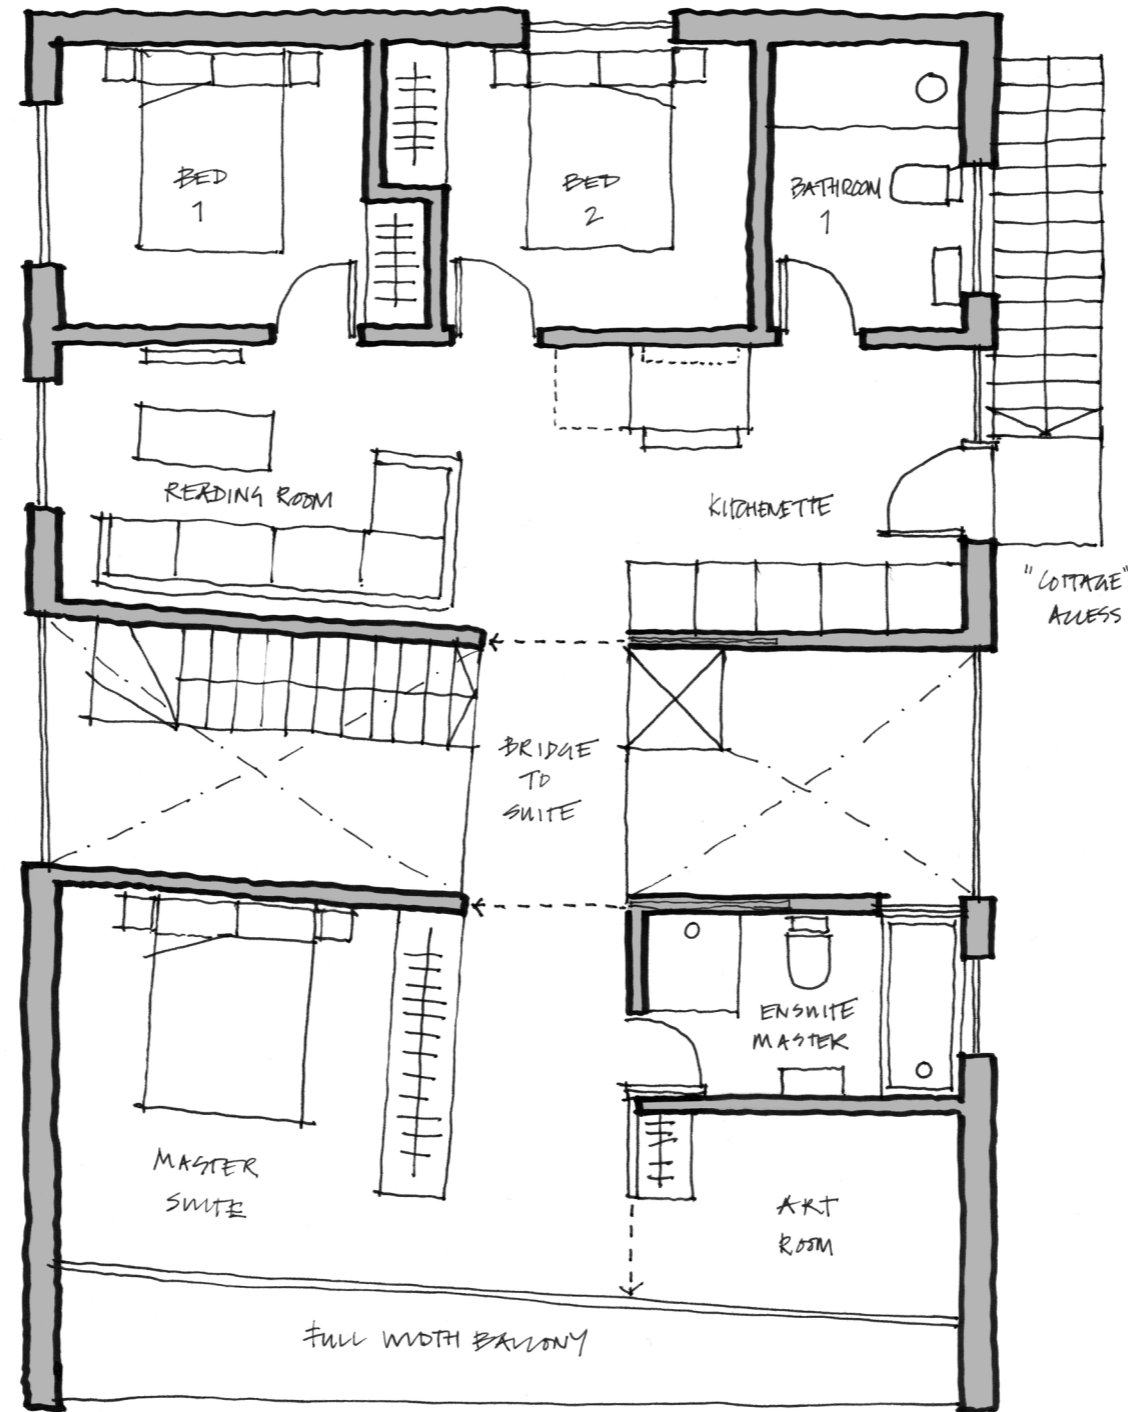 BED
1
BED
2
BATHROOM
1
READING ROOM
KITCHENETTE
"COTTAGE"
ACCESS
BRIDGE
TO
SUITE
ENSUITE
MASTER
MASTER
SUITE
ART
ROOM
FULL WIDTH BALCONY